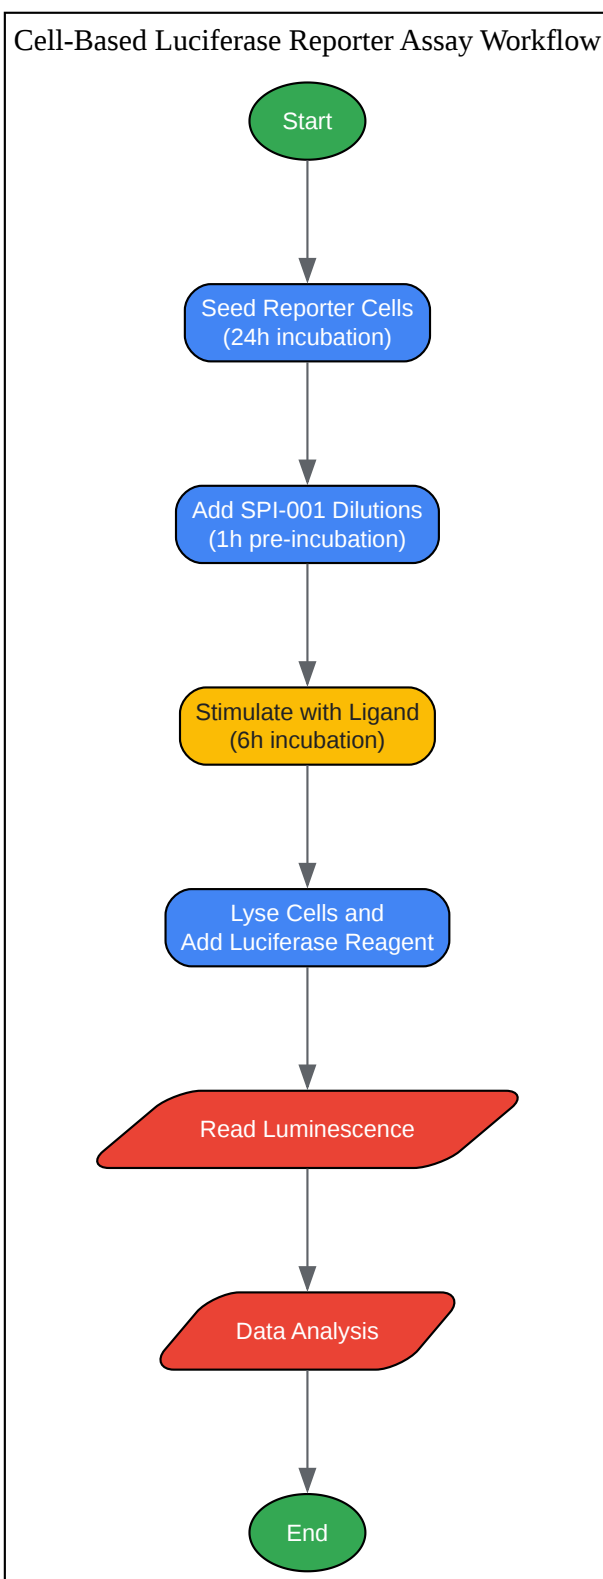 Cell-Based Luciferase Reporter Assay Workflow
Start
Seed Reporter Cells
(24h incubation)
Add SPI-001 Dilutions
(1h pre-incubation)
Stimulate with Ligand
(6h incubation)
Lyse Cells and
Add Luciferase Reagent
Read Luminescence
Data Analysis
End